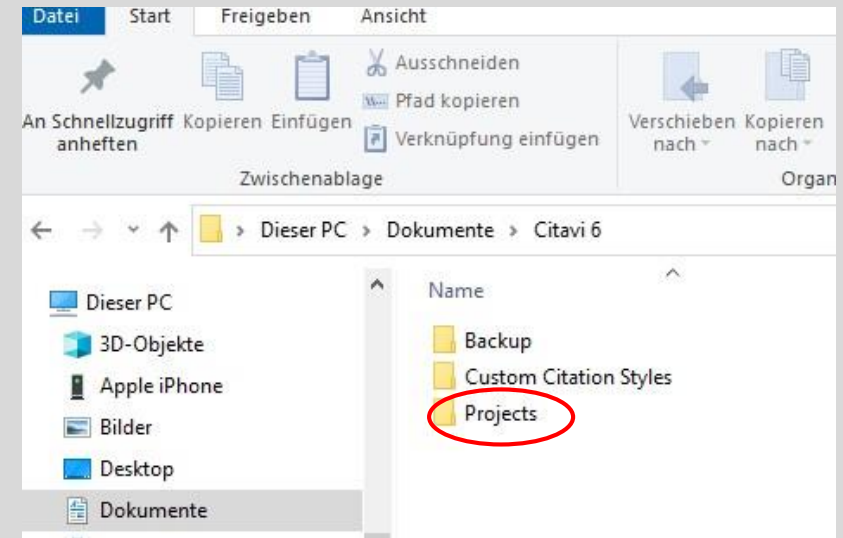 Datei Start Freigeben Ansicht
An Schnellzugriff anheften
Kopieren
Einfügen
Ausschneiden
Pfad kopieren
Verknüpfung einfügen
Verschieben nach
Kopieren nach
Zwischenablage
Organ
Dieser PC > Dokumente > Citavi 6
Dieser PC
3D-Objekte
Apple iPhone
Bilder
Desktop
Dokumente
Name
Backup
Custom Citation Styles
Projects